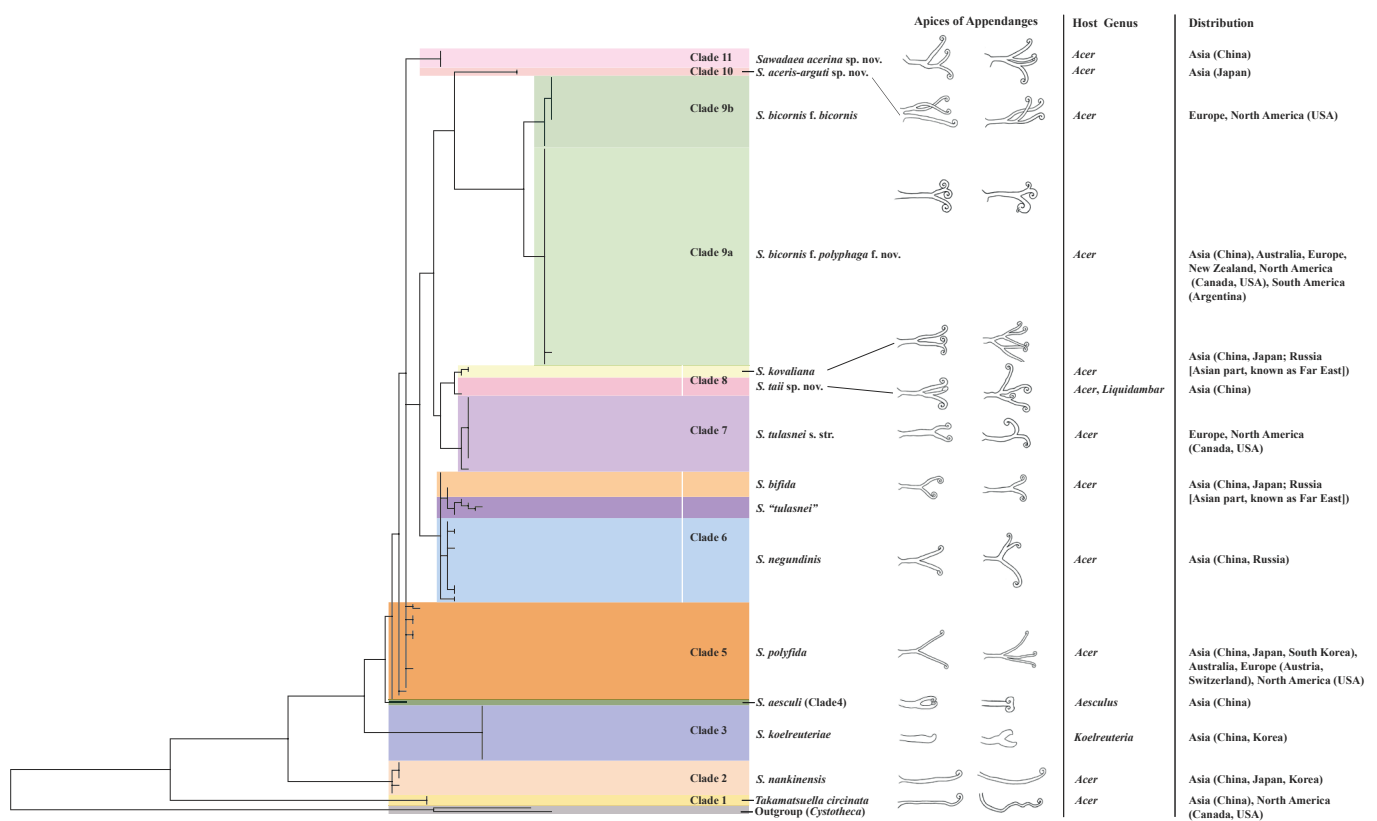 Apices of Appendanges Host Genus Distribution
Clade 11 Sawadaea acerina sp. nov. Acer Asia (China)
Clade 10 S. aceris-arguti sp. nov. Acer Asia (Japan)
Clade 9b S. bicornis f. bicornis Acer Europe, North America (USA)
Clade 9a S. bicornis f. polyphaga f. nov. Acer Asia (China), Australia, Europe,
New Zealand, North America
(Canada, USA), South America
(Argentina)
Asia (China, Japan; Russia
S. kovaliana Acer [Asian part, known as Far East])
Clade 8
S. taii sp. nov. Acer, Liquidambar Asia (China)
Clade 7 S. tulasnei s. str. Acer Europe, North America
(Canada, USA)
S. bifida Acer Asia (China, Japan; Russia
[Asian part, known as Far East])
S. “tulasnei”
Clade 6
S. negundinis Acer Asia (China, Russia)
Clade 5 S. polyfida Acer Asia (China, Japan, South Korea),
Australia, Europe (Austria,
Switzerland), North America (USA)
S. aesculi (Clade4) Aesculus Asia (China)
Clade 3 S. koelreuteriae Koelreuteria Asia (China, Korea)
Clade 2 S. nankinensis Acer Asia (China, Japan, Korea)
Clade 1 Takamatsuella circinata Acer Asia (China), North America
Outgroup (Cystotheca) (Canada, USA)